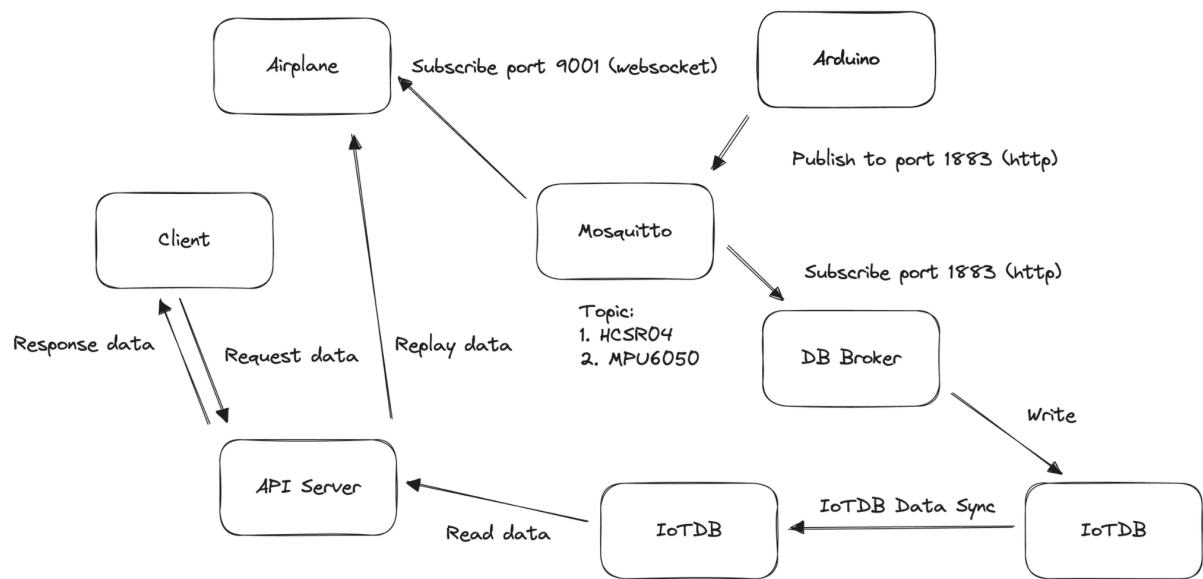 Airplane
Subscribe port 9001 (websocket)
Arduino
Publish to port 1883 (http)
Client
Mosquitto
Subscribe port 1883 (http)
Topic:
1. HCSR04
2. MPU6050
Response data
Request data
Replay data
DB Broker
Write
API Server
Read data
IoTDB
IoTDB Data Sync
IoTDB